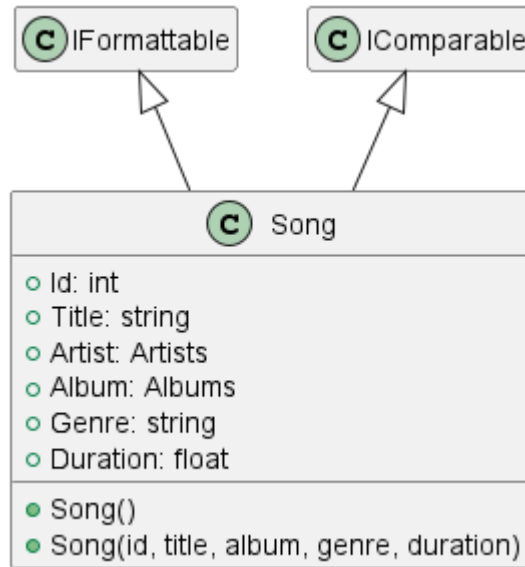 C IFormattable
C IComparable
C Song
Id: int
Title: string
Artist: Artists
Album: Albums
Genre: string
Duration: float
Song()
Song(id, title, album, genre, duration)